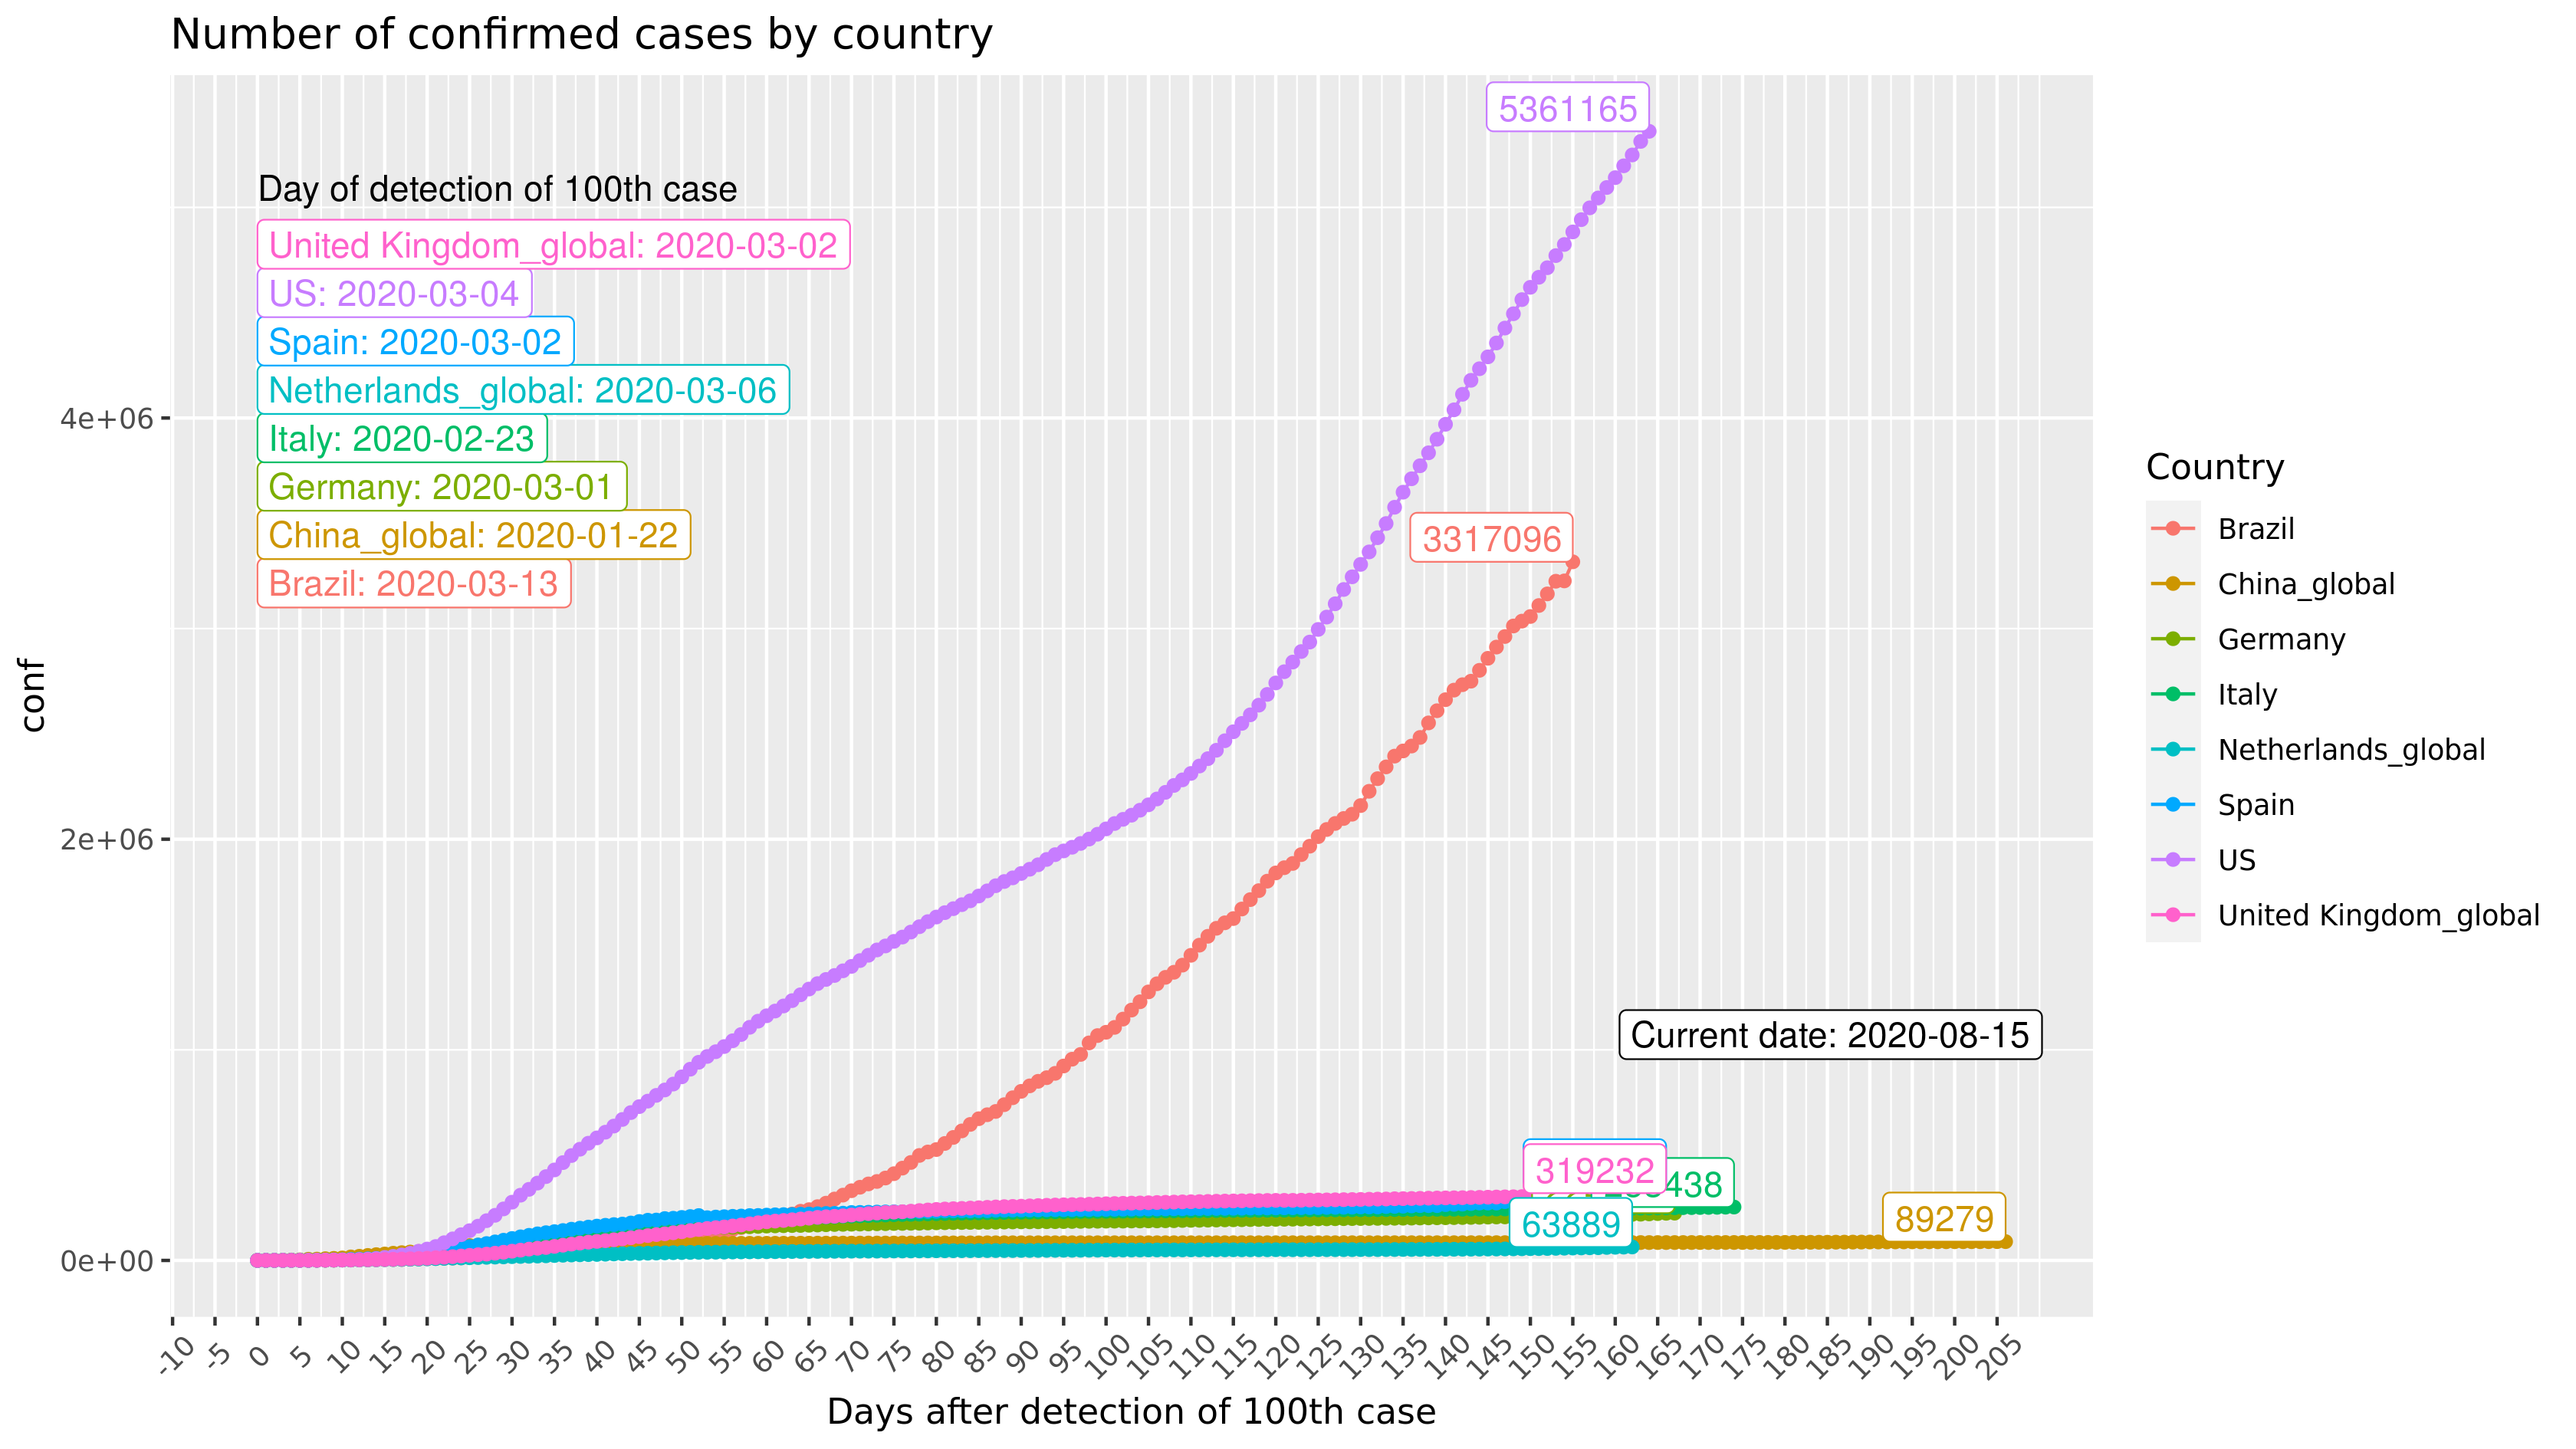 Number of confirmed cases by country
5361165
Day of detection of 100th case
United Kingdom_global: 2020-03-02
US: 2020-03-04
Spain: 2020-03-02
Netherlands_global: 2020-03-06
Italy: 2020-02-23
Germany: 2020-03-01
China_global: 2020-01-22
Brazil: 2020-03-13
3317096
Current date: 2020-08-15
319232
438
63889
89279
conf
4e+06
2e+06
0e+00
-10 -5 0 5 10 15 20 25 30 35 40 45 50 55 60 65 70 75 80 85 90 95 100 105 110 115 120 125 130 135 140 145 150 155 160 165 170 175 180 185 190 195 200 205
Days after detection of 100th case
Country
Brazil
China_global
Germany
Italy
Netherlands_global
Spain
US
United Kingdom_global